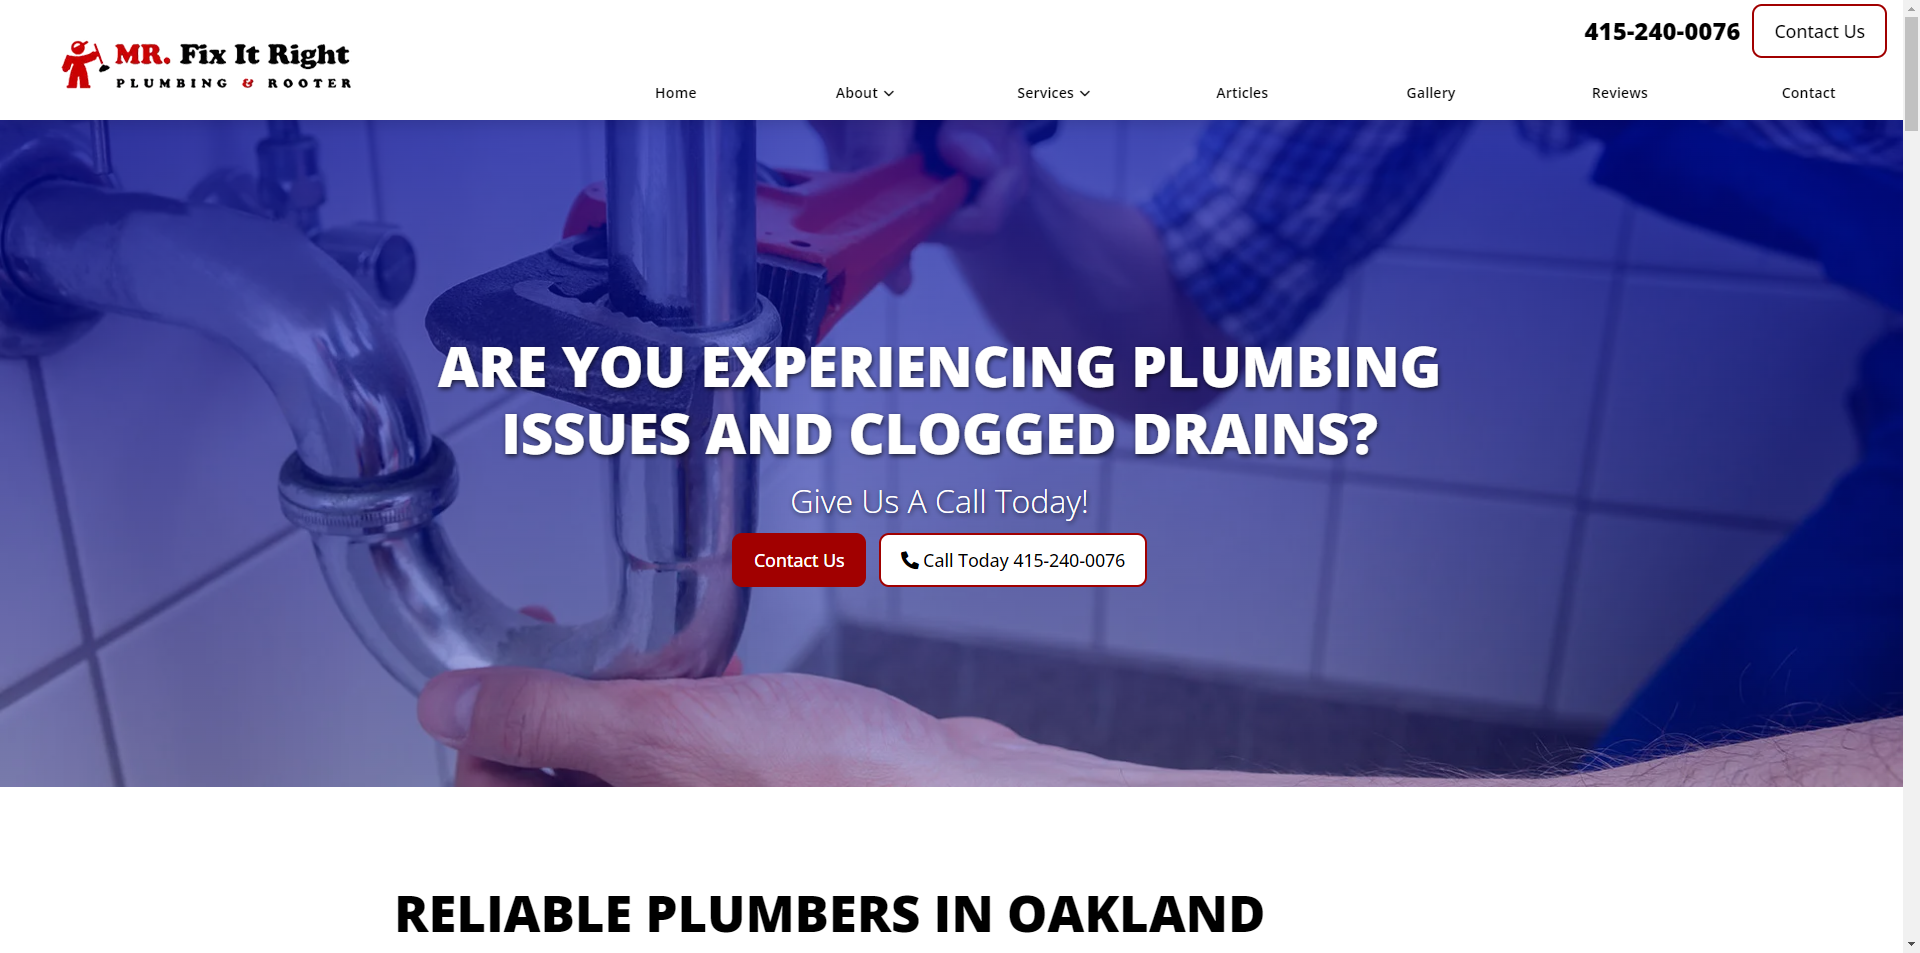 415-240-0076
Contact Us
MR. Fix It Right
PLUMBING & ROOTER
Home
About
Services
Articles
Gallery
Reviews
Contact
ARE YOU EXPERIENCING PLUMBING
ISSUES AND CLOGGED DRAINS?
Give Us A Call Today!
Contact Us
Call Today 415-240-0076
RELIABLE PLUMBERS IN OAKLAND